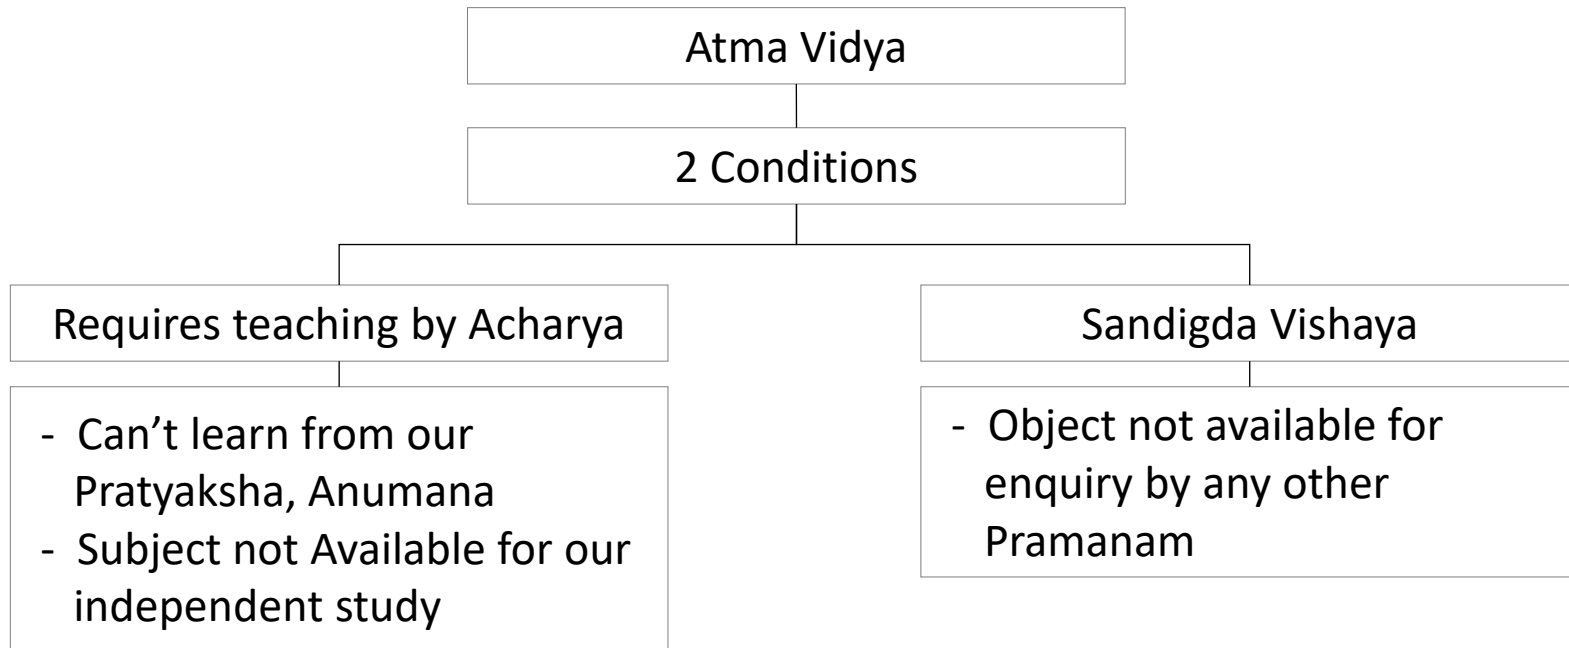 Atma Vidya
2 Conditions
Requires teaching by Acharya
- Can’t learn from our
Pratyaksha, Anumana
- Subject not Available for our
independent study
Sandigda Vishaya
- Object not available for
enquiry by any other
Pramanam